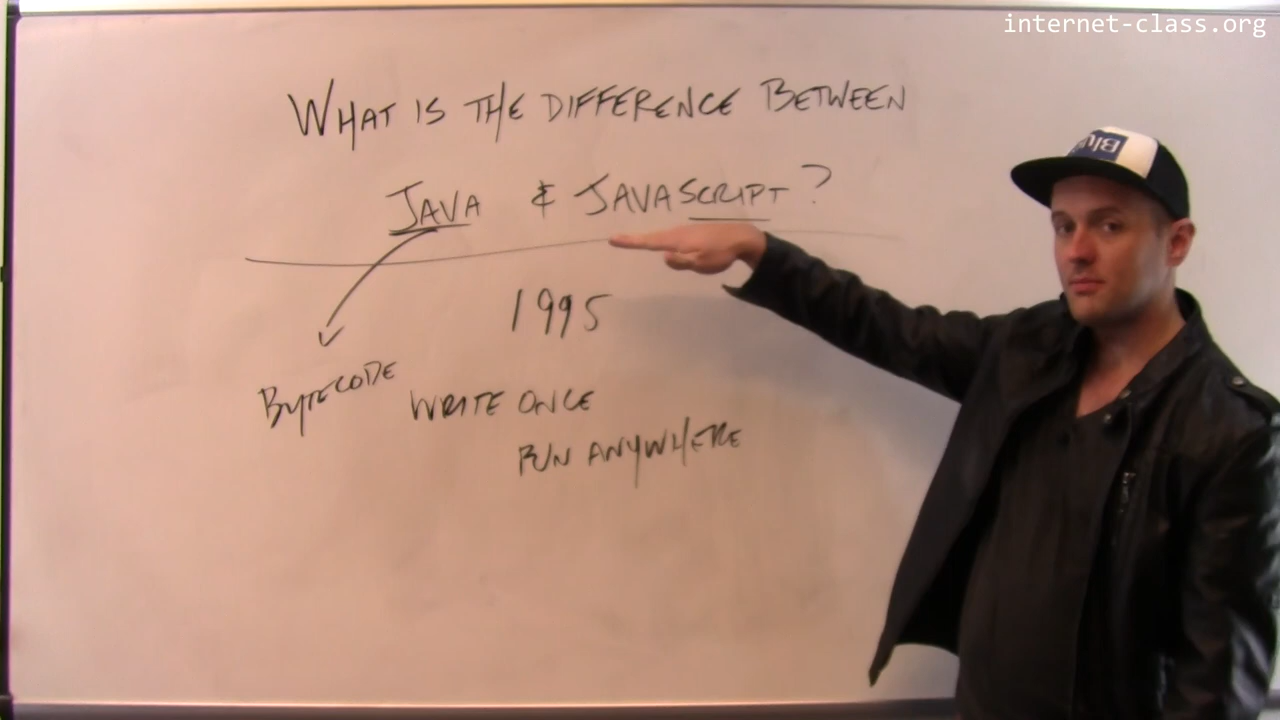 internet-class.org
WHAT IS THE DIFFERENCE BETWEEN
JAVA & JAVASCRIPT?
1995
BYTECODE
WRITE ONCE
RUN ANYWHERE